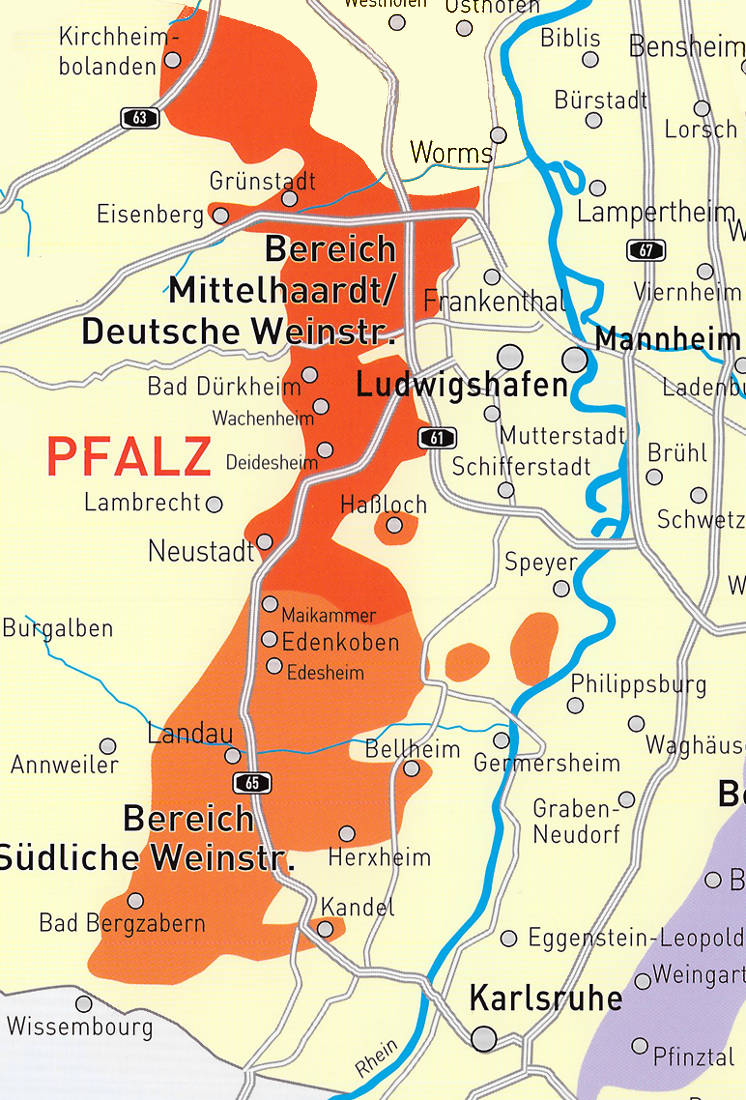 Westhofen
Osthofen
Kirchheim-
bolanden
Biblis
Bensheim
63
Bürstadt
Lorsch
Worms
Grünstadt
Eisenberg
Lampertheim
W
Bereich
Mittelhaardt/
Deutsche Weinstr.
67
Viernheim
Frankenthal
Mannheim
Bad Dürkheim
Ludwigshafen
Ladenbu
Wachenheim
61
Mutterstadt
PFALZ
Deidesheim
Schifferstadt
Brühl
Lambrecht
Haßloch
Schwetz
Neustadt
Speyer
W
Maikammer
Burgalben
Edenkoben
Edesheim
Philippsburg
Landau
Bellheim
Waghäus
Annweiler
Germersheim
65
Be
Bereich
Südliche Weinstr.
Graben-
Neudorf
Herxheim
B
Bad Bergzabern
Kandel
Eggenstein-Leopold
Weingart
Karlsruhe
Wissembourg
Rhein
Pfinztal